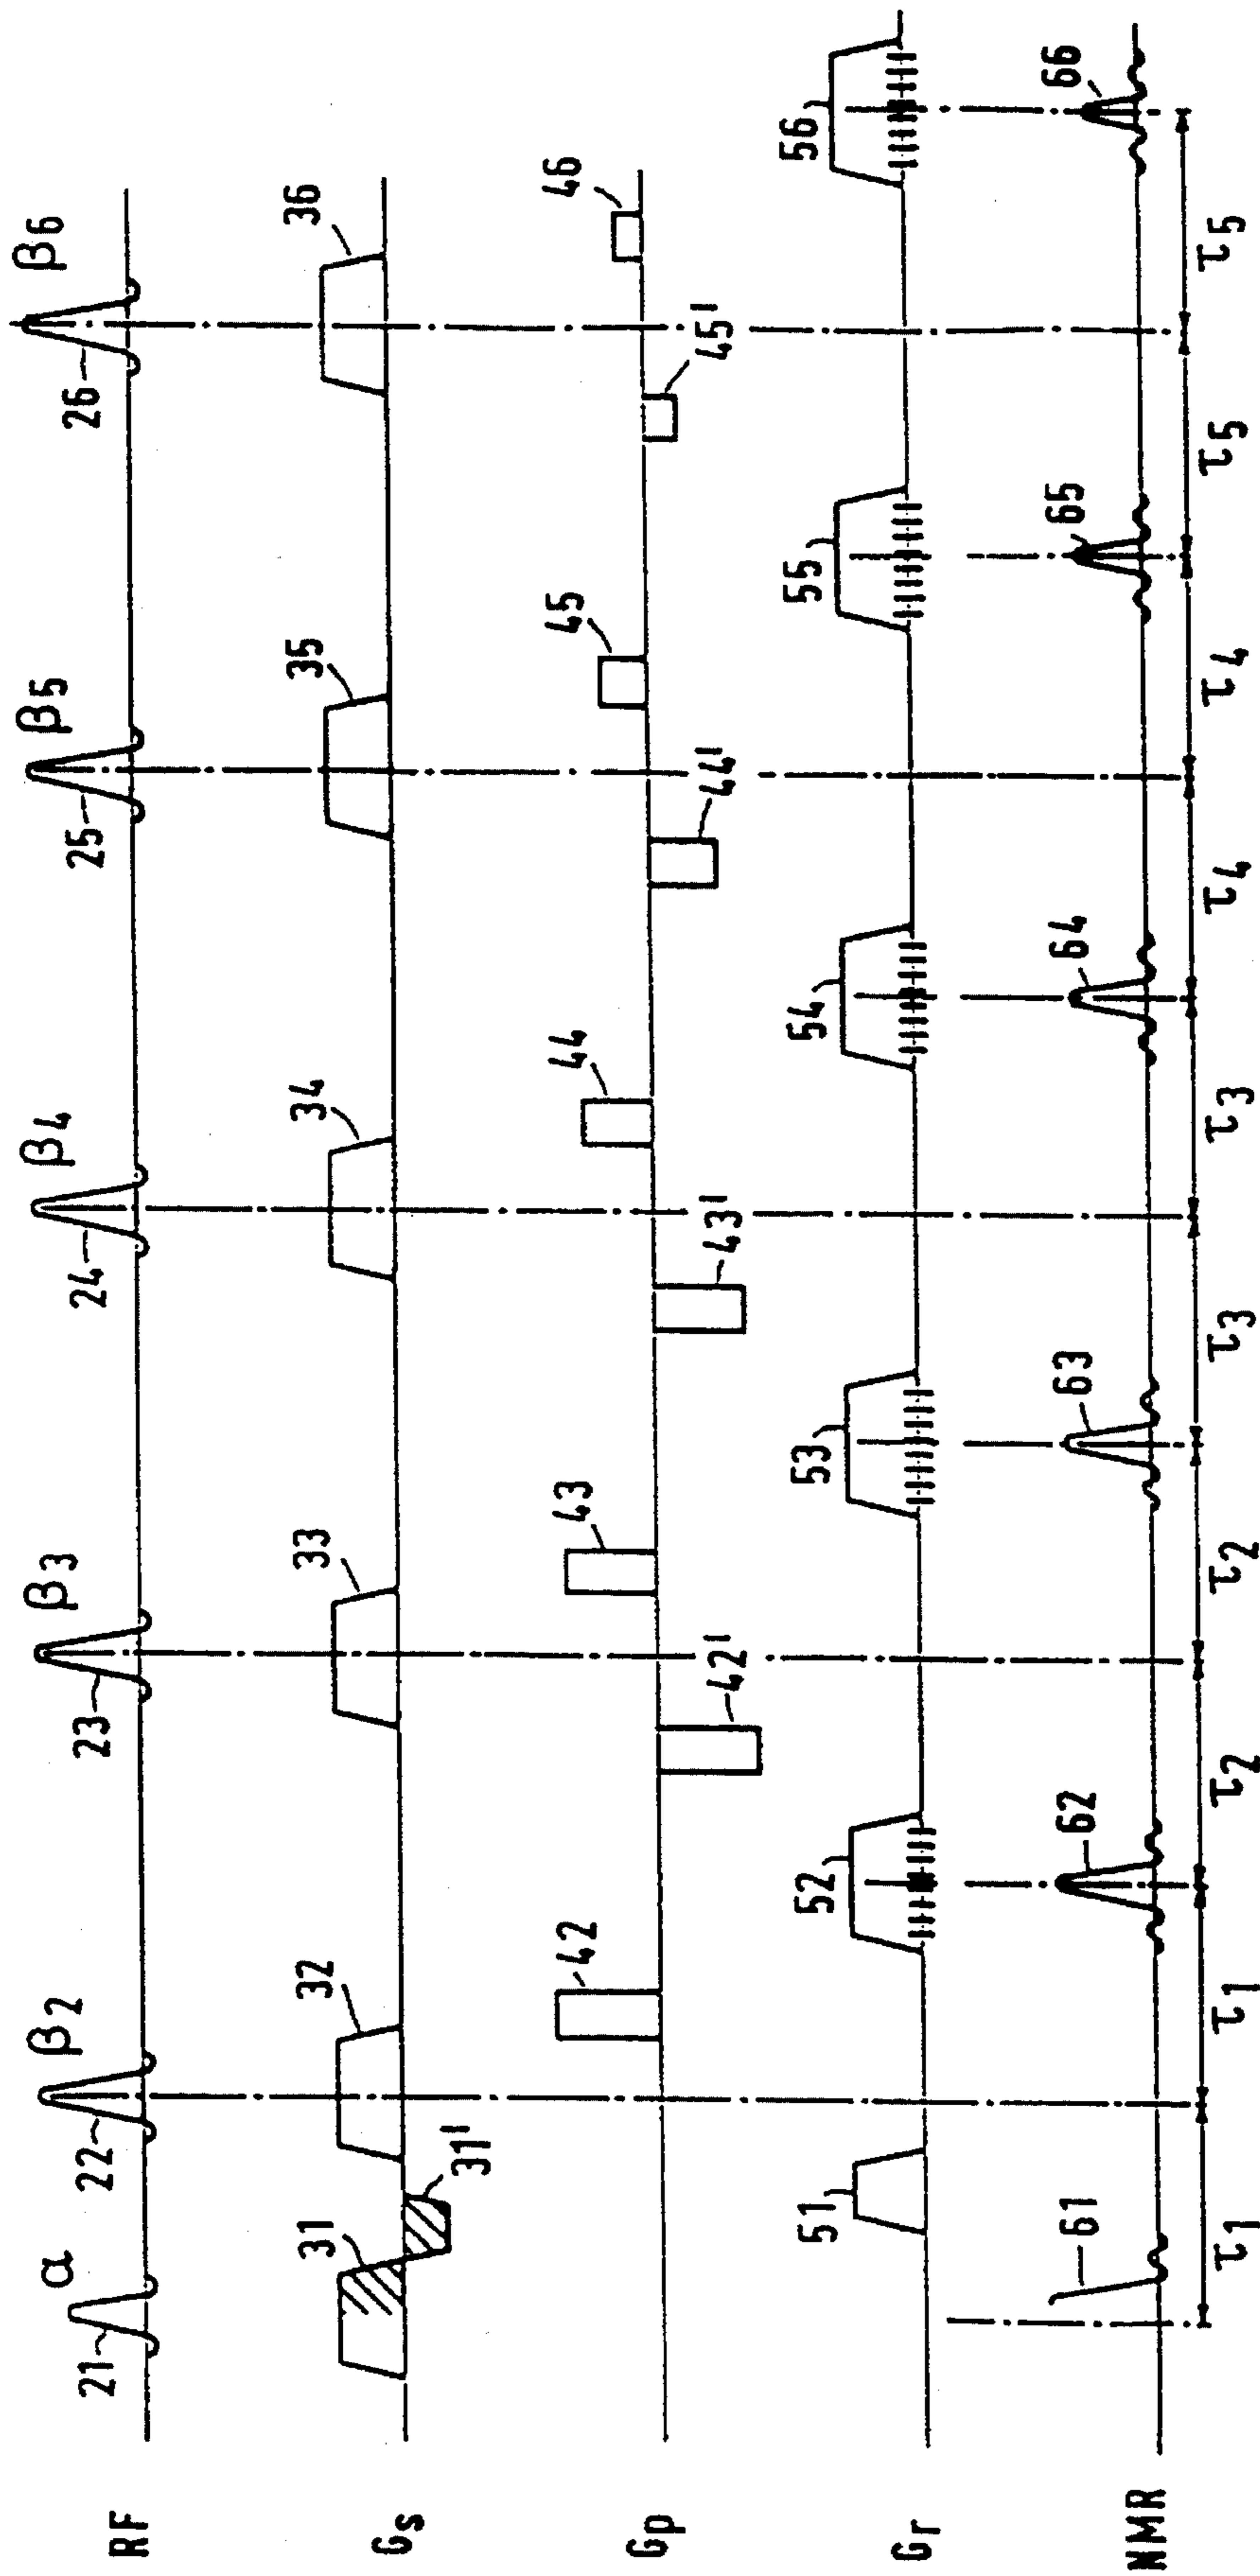 RF 21 α 22 β2 23 β3 24 β4 25 β5 26 β6
Gs 31 31' 32 33 34 35 36
Gp 42 42' 43 43' 44 44' 45 45' 46
Gr 51 52 53 54 55 56
NMR 61 62 63 64 65 66
τ1 τ1 τ2 τ2 τ3 τ3 τ4 τ4 τ5 τ5